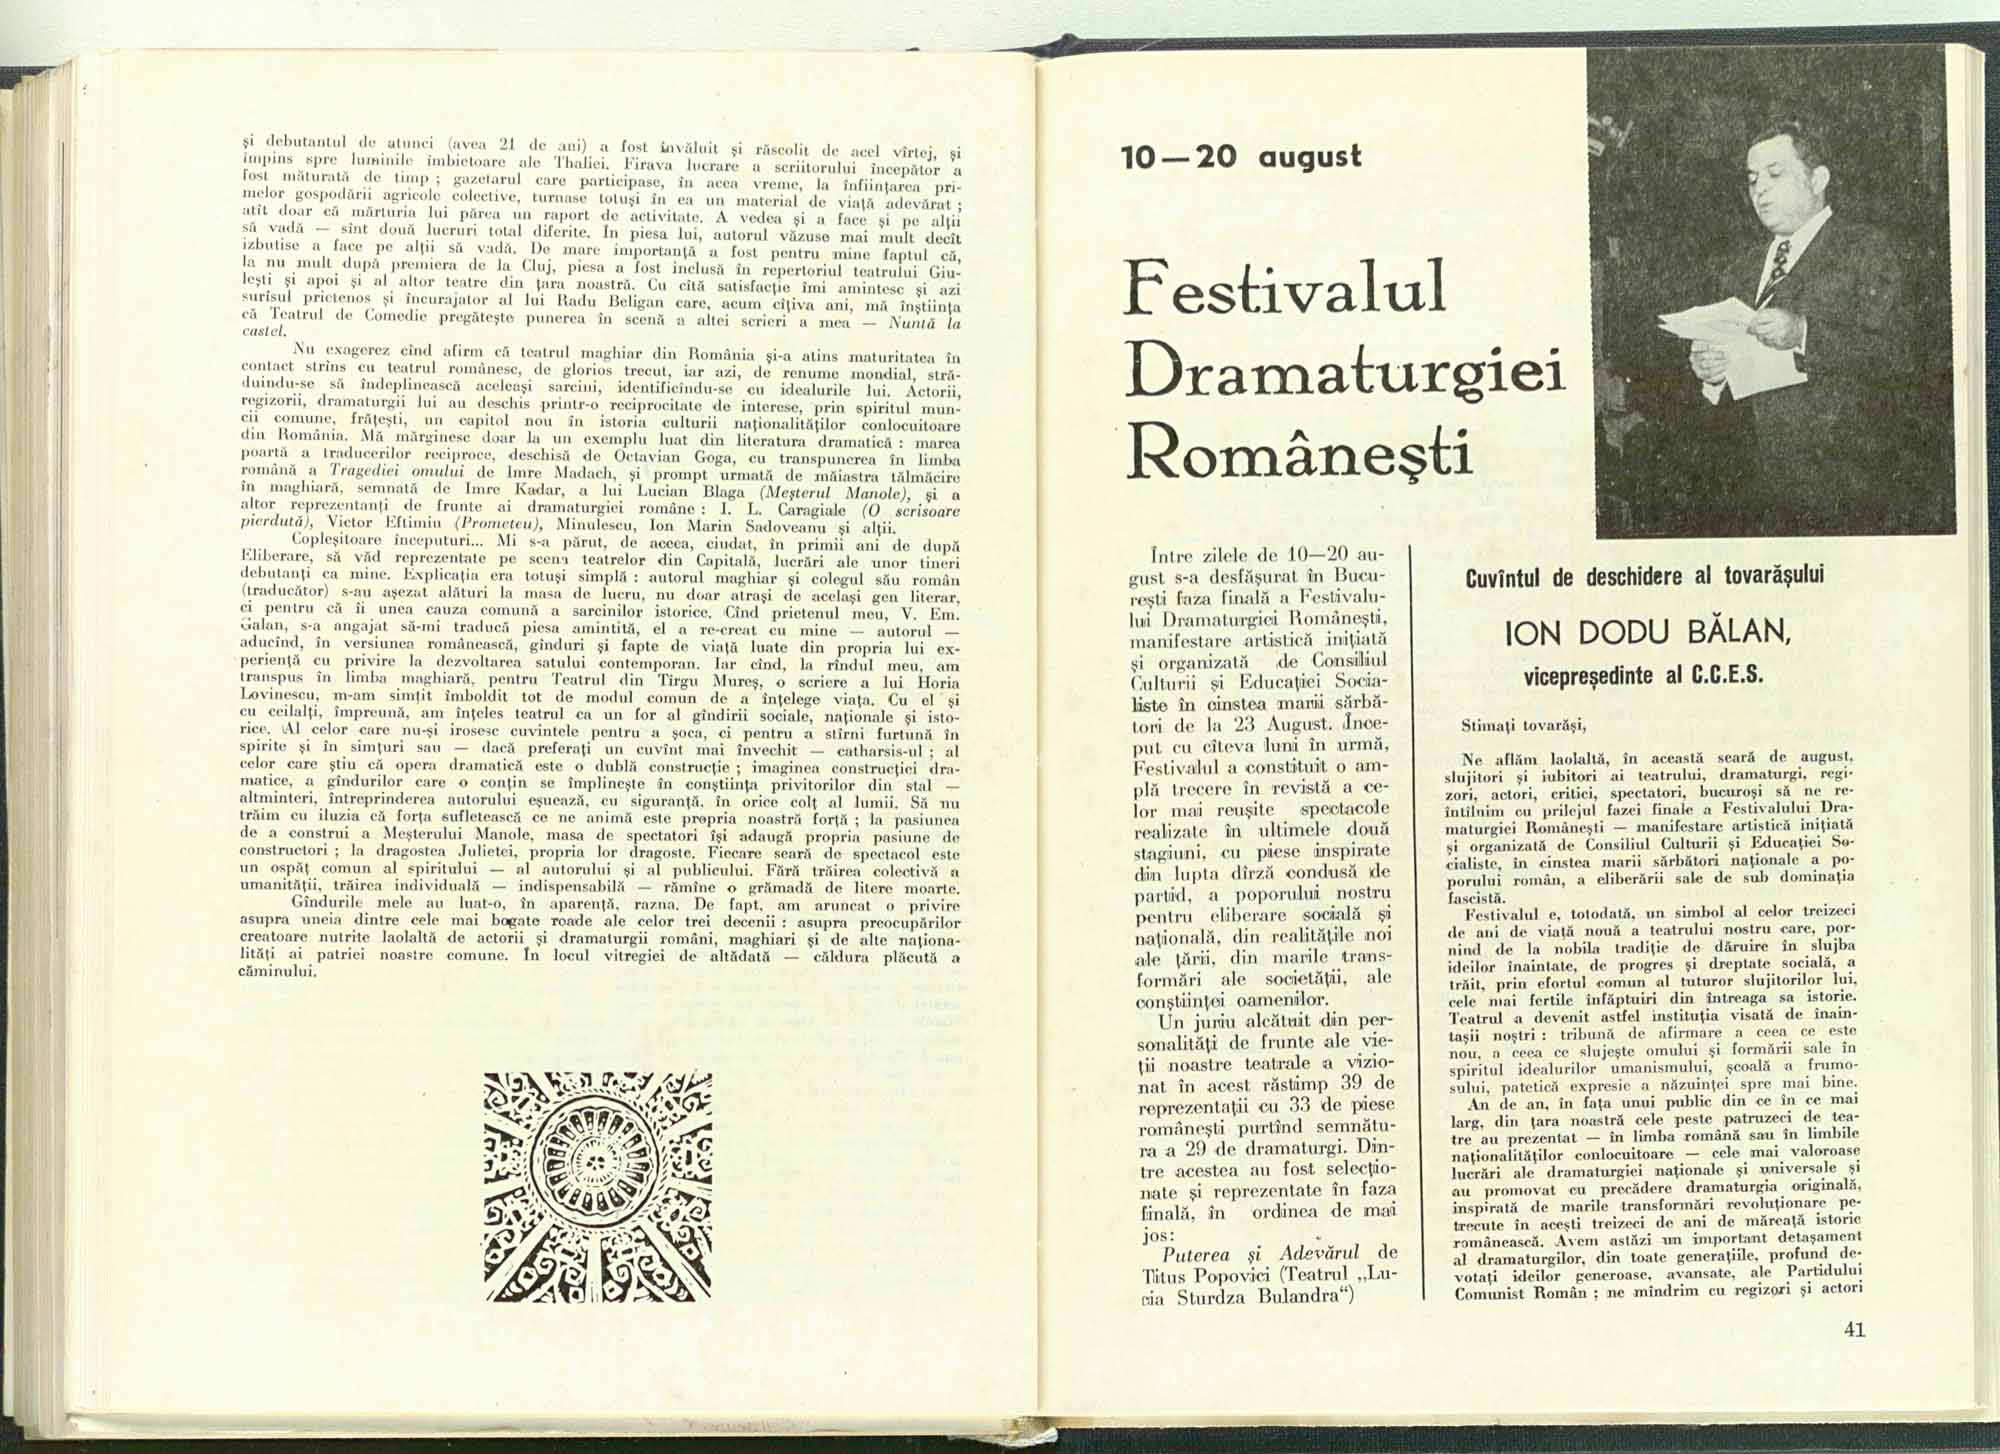 și debutantul de atunci (avea 21 de ani) a fost învăluit și răscolit de acel vîrtej, și
împins spre luminile îmbietoare ale Thaliei. Firava lucrare a scriitorului începător a
fost măturată de timp ; gazetarul care participase, în acea vreme, la înființarea pri-
melor gospodării agricole colective, turnase totuși în ea un material de viață adevărat ;
atît doar că mărturia lui părea un raport de activitate. A vedea și a face și pe alții
să vadă — sînt două lucruri total diferite. In piesa lui, autorul văzuse mai mult decît
izbutise a face pe alții să vadă. De mare importanță a fost pentru mine faptul că,
la nu mult după premiera de la Cluj, piesa a fost inclusă în repertoriul teatrului Giu-
lești și apoi și al altor teatre din țara noastră. Cu cîtă satisfacție îmi amintesc și azi
surîsul prietenos și încurajator al lui Radu Beligan care, acum cîțiva ani, mă înștiința
că Teatrul de Comedie pregătește punerea în scenă a altei scrieri a mea — Nuntă la
castel.
Nu exagerez cînd afirm că teatrul maghiar din România și-a atins maturitatea în
contact strîns cu teatrul românesc, de glorios trecut, iar azi, de renume mondial, stră-
duindu-se să îndeplinească aceleași sarcini, identificîndu-se cu idealurile lui. Actorii,
regizorii, dramaturgii lui au deschis printr-o reciprocitate de interese, prin spiritul mun-
cii comune, frățești, un capitol nou în istoria culturii naționalităților conlocuitoare
din România. Mă mărginesc doar la un exemplu luat din literatura dramatică : marea
poartă a traducerilor reciproce, deschisă de Octavian Goga, cu transpunerea în limba
română a Tragediei omului de Imre Madach, și prompt urmată de măiastra tălmăcire
în maghiară, semnată de Imre Kadar, a lui Lucian Blaga (Meșterul Manole), și a
altor reprezentanți de frunte ai dramaturgiei române : I. L. Caragiale (O scrisoare
pierdută), Victor Eftimiu (Prometeu), Minulescu, Ion Marin Sadoveanu și alții.
Copleșitoare începuturi... Mi s-a părut, de aceea, ciudat, în primii ani de după
Eliberare, să văd reprezentate pe scena teatrelor din Capitală, lucrări ale unor tineri
debutanți ca mine. Explicația era totuși simplă : autorul maghiar și colegul său român
(traducător) s-au așezat alături la masa de lucru, nu doar atrași de același gen literar,
ci pentru că îi unea cauza comună a sarcinilor istorice. Cînd prietenul meu, V. Em.
Galan, s-a angajat să-mi traducă piesa amintită, el a re-creat cu mine — autorul —
aducînd, în versiunea românească, gînduri și fapte de viață luate din propria lui ex-
periență cu privire la dezvoltarea satului contemporan. Iar cînd, la rîndul meu, am
transpus în limba maghiară, pentru Teatrul din Tîrgu Mureș, o scriere a lui Horia
Lovinescu, m-am simțit îmboldit tot de modul comun de a înțelege viața. Cu el și
cu ceilalți, împreună, am înțeles teatrul ca un for al gîndirii sociale, naționale și isto-
rice. Al celor care nu-și irosesc cuvintele pentru a șoca, ci pentru a stîrni furtună în
spirite și în simțuri sau — dacă preferați un cuvînt mai învechit — catharsis-ul ; al
celor care știu că opera dramatică este o dublă construcție ; imaginea construcției dra-
matice, a gîndurilor care o conțin se împlinește în conștiința privitorilor din stal —
altminteri, întreprinderea autorului eșuează, cu siguranță, în orice colț al lumii. Să nu
trăim cu iluzia că forța sufletească ce ne animă este propria noastră forță ; la pasiunea
de a construi a Meșterului Manole, masa de spectatori își adaugă propria pasiune de
constructori ; la dragostea Julietei, propria lor dragoste. Fiecare seară de spectacol este
un ospăț comun al spiritului — al autorului și al publicului. Fără trăirea colectivă a
umanității, trăirea individuală — indispensabilă — rămîne o grămadă de litere moarte.
Gîndurile mele au luat-o, în aparență, razna. De fapt, am aruncat o privire
asupra uneia dintre cele mai bogate roade ale celor trei decenii : asupra preocupărilor
creatoare nutrite laolaltă de actorii și dramaturgii români, maghiari și de alte naționa-
lități ai patriei noastre comune. In locul vitregiei de altădată — căldura plăcută a
căminului.
10—20 august
Festivalul
Dramaturgiei
Românești
Între zilele de 10—20 au-
gust s-a desfășurat în Bucu-
rești faza finală a Festivalu-
lui Dramaturgiei Românești,
manifestare artistică inițiată
și organizată de Consiliul
Culturii și Educației Socia-
liste în cinstea marii sărbă-
tori de la 23 August. Înce-
put cu cîteva luni în urmă,
Festivalul a constituit o am-
plă trecere în revistă a ce-
lor mai reușite spectacole
realizate în ultimele două
stagiuni, cu piese inspirate
din lupta dîrză condusă de
partid, a poporului nostru
pentru eliberare socială și
națională, din realitățile noi
ale țării, din marile trans-
formări ale societății, ale
conștiinței oamenilor.
Un juriu alcătuit din per-
sonalități de frunte ale vie-
ții noastre teatrale a vizio-
nat în acest răstimp 39 de
reprezentații cu 33 de piese
românești purtînd semnătu-
ra a 29 de dramaturgi. Din-
tre acestea au fost selecțio-
nate și reprezentate în faza
finală, în ordinea de mai
jos:
Puterea și Adevărul de
Titus Popovici (Teatrul „Lu-
cia Sturdza Bulandra“)
Cuvîntul de deschidere al tovarășului
ION DODU BĂLAN,
vicepreședinte al C.C.E.S.
Stimați tovarăși,
Ne aflăm laolaltă, în această seară de august,
slujitori și iubitori ai teatrului, dramaturgi, regi-
zori, actori, critici, spectatori, bucuroși să ne re-
întîlnim cu prilejul fazei finale a Festivalului Dra-
maturgiei Românești — manifestare artistică inițiată
și organizată de Consiliul Culturii și Educației So-
cialiste, în cinstea marii sărbători naționale a po-
porului român, a eliberării sale de sub dominația
fascistă.
Festivalul e, totodată, un simbol al celor treizeci
de ani de viață nouă a teatrului nostru care, por-
nind de la nobila tradiție de dăruire în slujba
ideilor înaintate, de progres și dreptate socială, a
trăit, prin efortul comun al tuturor slujitorilor lui,
cele mai fertile înfăptuiri din întreaga sa istorie.
Teatrul a devenit astfel instituția visată de înain-
tașii noștri : tribună de afirmare a ceea ce este
nou, a ceea ce slujește omului și formării sale în
spiritul idealurilor umanismului, școală a frumo-
sului, patetică expresie a năzuinței spre mai bine.
An de an, în fața unui public din ce în ce mai
larg, din țara noastră cele peste patruzeci de tea-
tre au prezentat — în limba română sau în limbile
naționalităților conlocuitoare — cele mai valoroase
lucrări ale dramaturgiei naționale și universale și
au promovat cu precădere dramaturgia originală,
inspirată de marile transformări revoluționare pe-
trecute în acești treizeci de ani de măreață istorie
românească. Avem astăzi un important detașament
al dramaturgilor, din toate generațiile, profund de-
votați ideilor generoase, avansate, ale Partidului
Comunist Român ; ne mîndrim cu regizori și actori
41